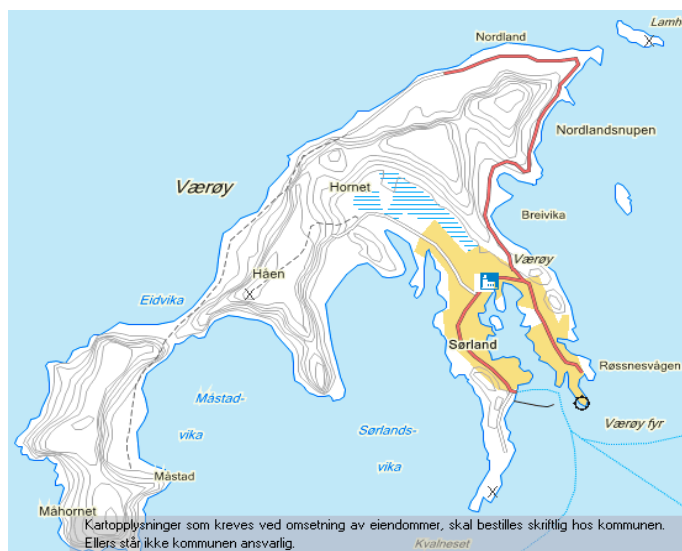 Lamh
Nordland
Nordlandsnupen
Værøy
Hornet
Breivika
Værøy
Håen
Eidvika
Sørland
Røssnesvågen
Måstad-
vika
Værøy fyr
Sørlands-
vika
Måstad
Måhornet
Kartopplysninger som kreves ved omsetning av eiendommer, skal bestilles skriftlig hos kommunen.
Ellers står ikke kommunen ansvarlig.
Kvalneset